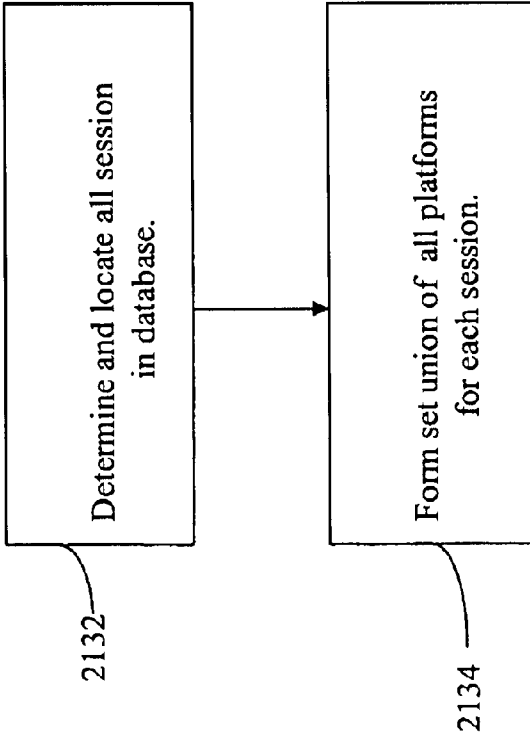 2132
Determine and locate all session
in database.
2134
Form set union of all platforms
for each session.